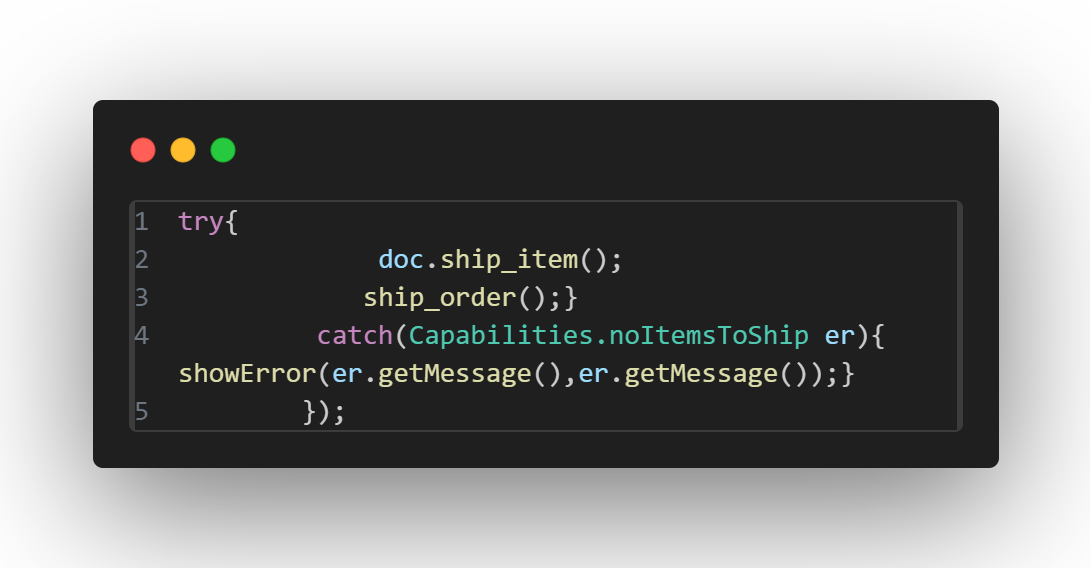 1 try{
2 doc.ship_item();
3 ship_order();}
4 catch(Capabilities.noItemsToShip er){
showError(er.getMessage(),er.getMessage());}
5 });